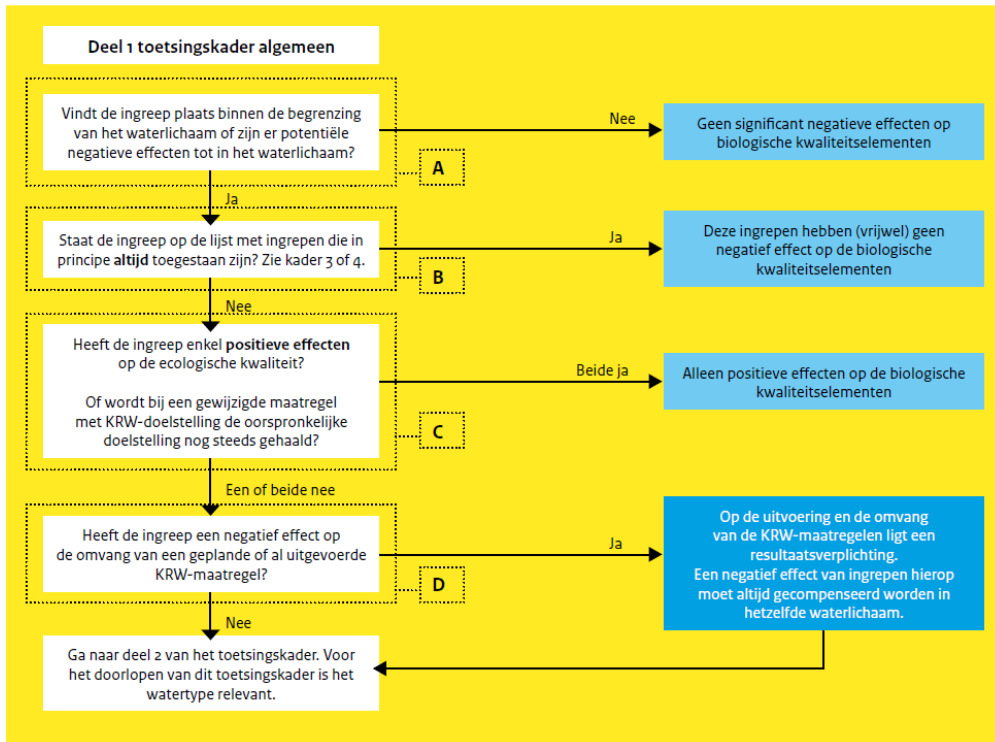 Deel 1 toetsingskader algemeen
Vindt de ingreep plaats binnen de begrenzing
van het waterlichaam of zijn er potentiële
negatieve effecten tot in het waterlichaam?
Nee
Geen significant negatieve effecten op
biologische kwaliteitselementen
A
Ja
Staat de ingreep op de lijst met ingrepen die in
principe altijd toegestaan zijn? Zie kader 3 of 4.
Ja
Deze ingrepen hebben (vrijwel) geen
negatief effect op de biologische
kwaliteitselementen
B
Nee
Heeft de ingreep enkel positieve effecten
op de ecologische kwaliteit?
Of wordt bij een gewijzigde maatregel
met KRW-doelstelling de oorspronkelijke
doelstelling nog steeds gehaald?
Beide ja
Alleen positieve effecten op de biologische
kwaliteitselementen
C
Een of beide nee
Heeft de ingreep een negatief effect op
de omvang van een geplande of al uitgevoerde
KRW-maatregel?
Ja
Op de uitvoering en de omvang
van de KRW-maatregelen ligt een
resultaatsverplichting.
Een negatief effect van ingrepen hierop
moet altijd gecompenseerd worden in
hetzelfde waterlichaam.
D
Nee
Ga naar deel 2 van het toetsingskader. Voor
het doorlopen van dit toetsingskader is het
watertype relevant.